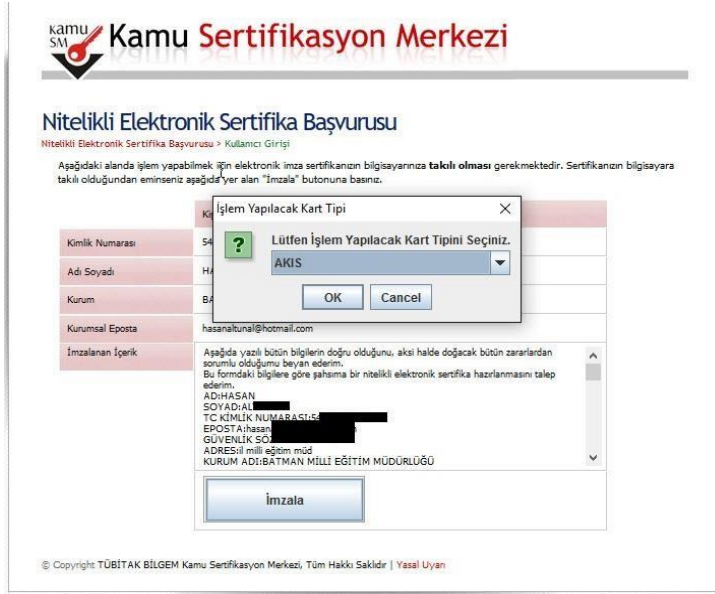 Kamu SM
Kamu Sertifikasyon Merkezi
Nitelikli Elektronik Sertifika Başvurusu
Nitelikli Elektronik Sertifika Başvurusu > Kullanıcı Girişi
Aşağıdaki alanda işlem yapabilmek için elektronik imza sertifikanızın bilgisayarınıza takılı olması gerekmektedir. Sertifikanızın bilgisayara
takılı olduğundan eminseniz aşağıda yer alan "İmzala" butonuna basınız.
İşlem Yapılacak Kart Tipi
Lütfen İşlem Yapılacak Kart Tipini Seçiniz.
AKIS
OK Cancel
Kimlik Numarası 54
Adı Soyadı HA
Kurum BA
Kurumsal Eposta hasanaltunal@hotmail.com
İmzalanan İçerik
Aşağıda yazılı bütün bilgilerin doğru olduğunu, aksi halde doğacak bütün zararlardan
sorumlu olduğumu beyan ederim.
Bu formdaki bilgilere göre şahsıma bir nitelikli elektronik sertifika hazırlanmasını talep
ederim.
AD:HASAN
SOYAD:AL
TC KİMLİK NUMARASI:54
EPOSTA:hasan
GÜVENLİK SÖZ
ADRES:il milli eğitim müd
KURUM ADI:BATMAN MİLLİ EĞİTİM MÜDÜRLÜĞÜ
İmzala
© Copyright TÜBİTAK BİLGEM Kamu Sertifikasyon Merkezi, Tüm Hakkı Saklıdır | Yasal Uyarı